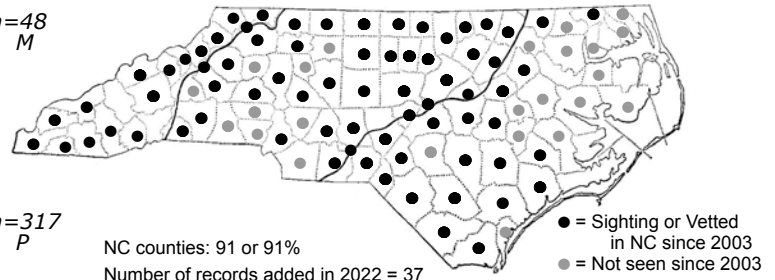 n=48
M
n=317
P
NC counties: 91 or 91%
Number of records added in 2022 = 37
● = Sighting or Vetted
in NC since 2003
● = Not seen since 2003